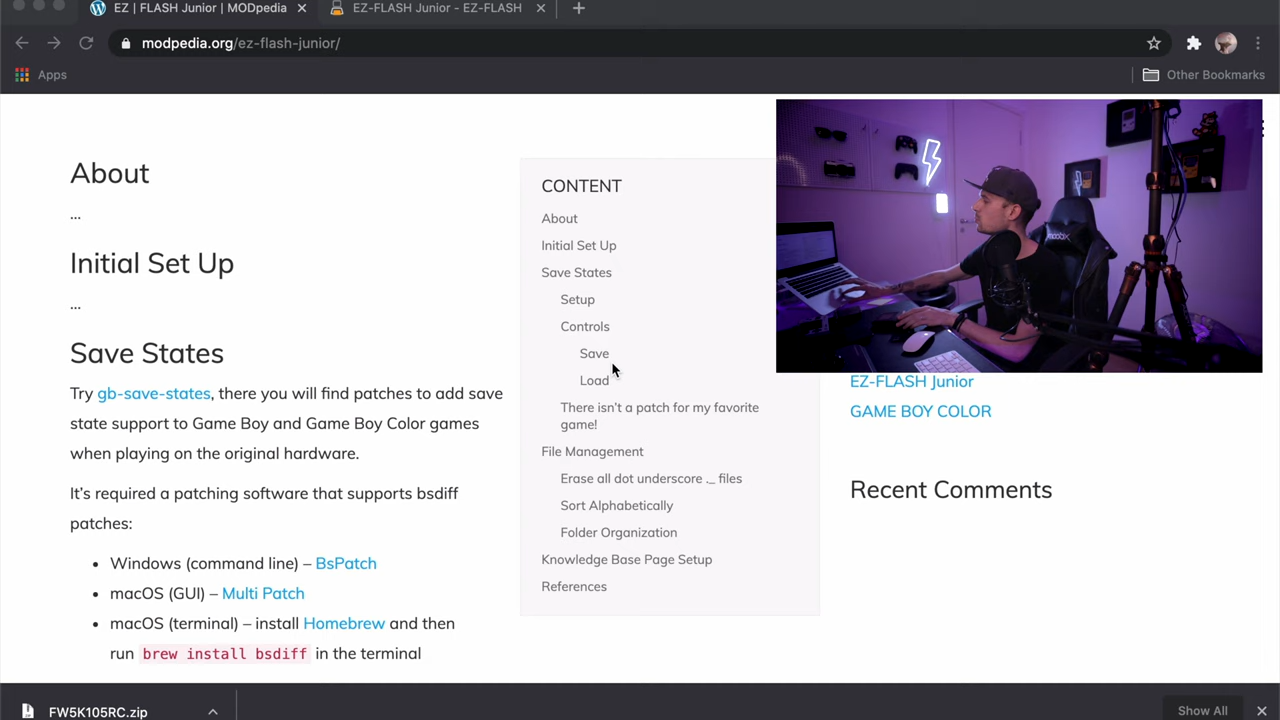 EZ | FLASH Junior | MODpedia
EZ-FLASH Junior - EZ-FLASH
modpedia.org/ez-flash-junior/
Apps
Other Bookmarks
About
...
Initial Set Up
...
Save States
Try gb-save-states, there you will find patches to add save
state support to Game Boy and Game Boy Color games
when playing on the original hardware.
It's required a patching software that supports bsdiff
patches:
• Windows (command line) – BsPatch
• macOS (GUI) – Multi Patch
• macOS (terminal) – install Homebrew and then
run brew install bsdiff in the terminal
CONTENT
About
Initial Set Up
Save States
Setup
Controls
Save
Load
There isn't a patch for my favorite
game!
File Management
Erase all dot underscore ._ files
Sort Alphabetically
Folder Organization
Knowledge Base Page Setup
References
EZ-FLASH Junior
GAME BOY COLOR
Recent Comments
FW5K105RC.zip
Show All